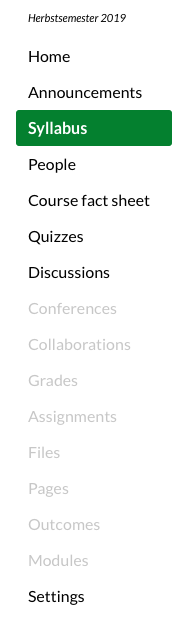 Herbstsemester 2019
Home
Announcements
Syllabus
People
Course fact sheet
Quizzes
Discussions
Conferences
Collaborations
Grades
Assignments
Files
Pages
Outcomes
Modules
Settings